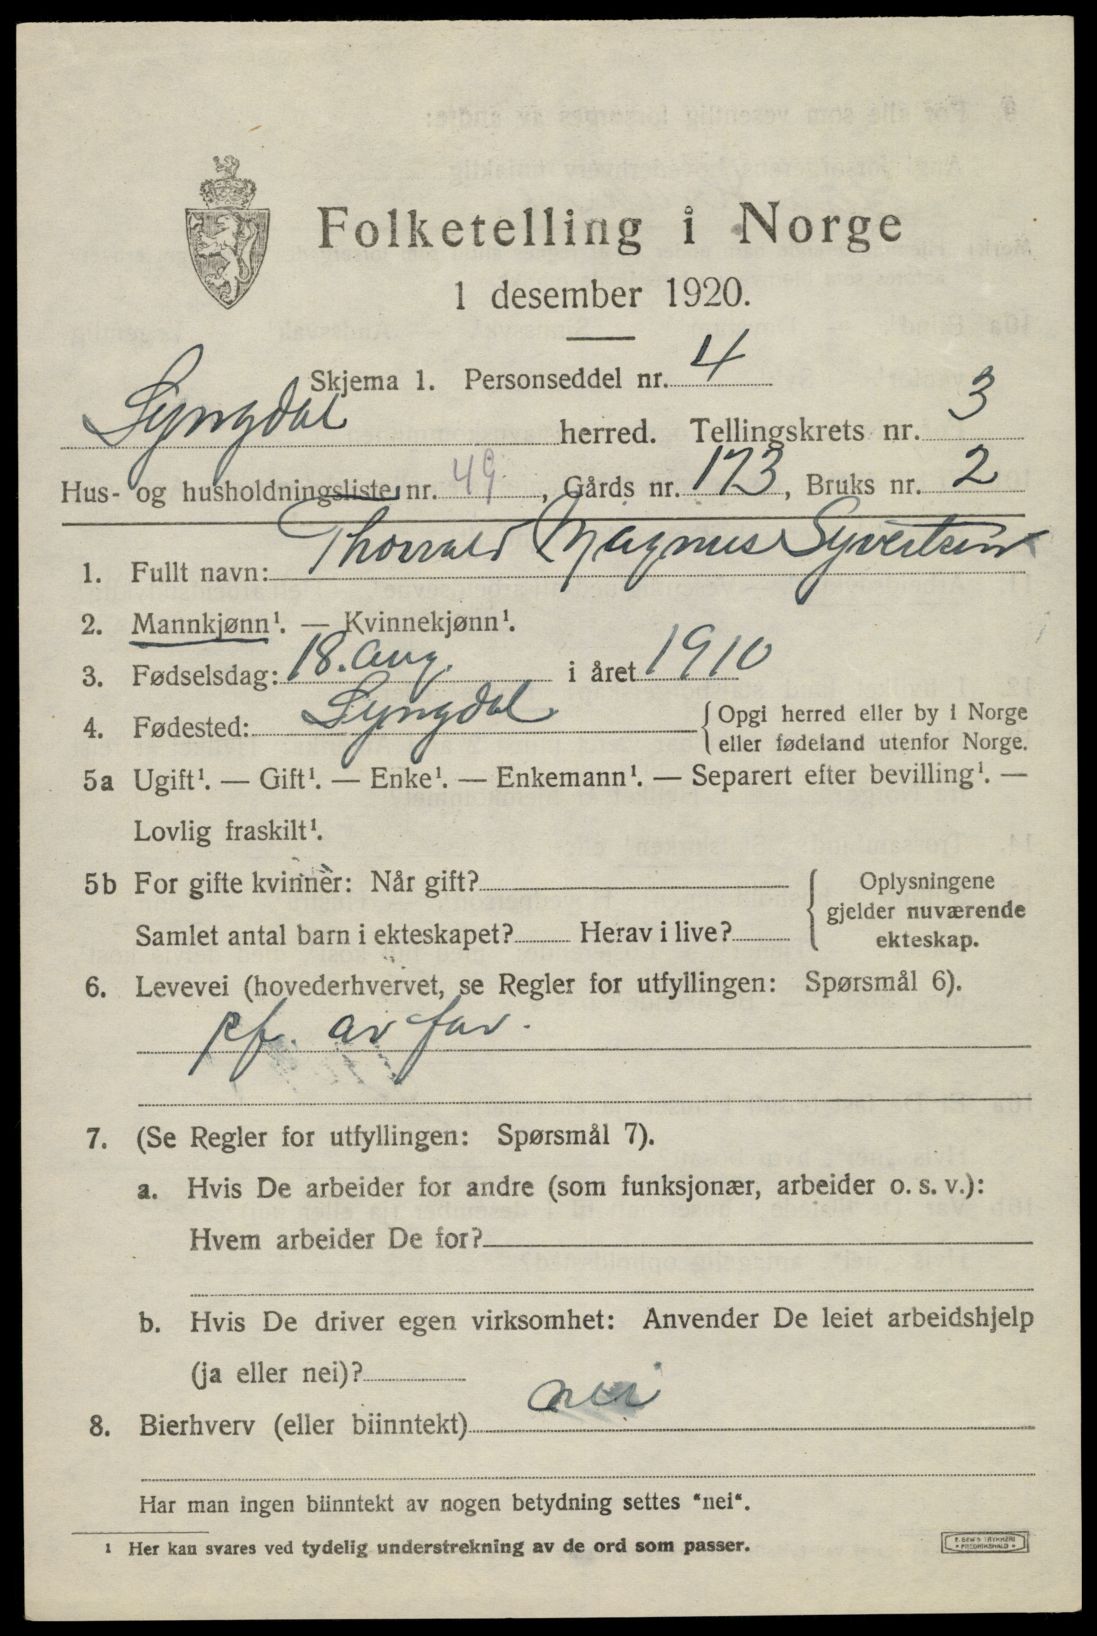 Folketelling i Norge
1 desember 1920.
Skjema 1. Personseddel nr. 4
Lyngdal herred. Tellingskrets nr. 3
Hus- og husholdningsliste nr. 49, Gårds nr. 173, Bruks nr. 2
1. Fullt navn: Thorvald Magnus Syvertsen
2. Mannkjønn¹. — Kvinnekjønn¹.
3. Fødselsdag: 18. aug. i året 1910
4. Fødested: Lyngdal {Opgi herred eller by i Norge
eller fødeland utenfor Norge.
5a Ugift¹. — Gift¹. — Enke¹. — Enkemann¹. — Separert efter bevilling¹. —
Lovlig fraskilt¹.
5b For gifte kvinner: Når gift? { Oplysningene
gjelder nuværende
Samlet antal barn i ekteskapet? Herav i live? ekteskap.
6. Levevei (hovederhvervet, se Regler for utfyllingen: Spørsmål 6).
pf. av far.
7. (Se Regler for utfyllingen: Spørsmål 7).
a. Hvis De arbeider for andre (som funksjonær, arbeider o. s. v.):
Hvem arbeider De for?
b. Hvis De driver egen virksomhet: Anvender De leiet arbeidshjelp
(ja eller nei)?
8. Bierhverv (eller biinntekt) nei
Har man ingen biinntekt av nogen betydning settes "nei".
¹ Her kan svares ved tydelig understrekning av de ord som passer.